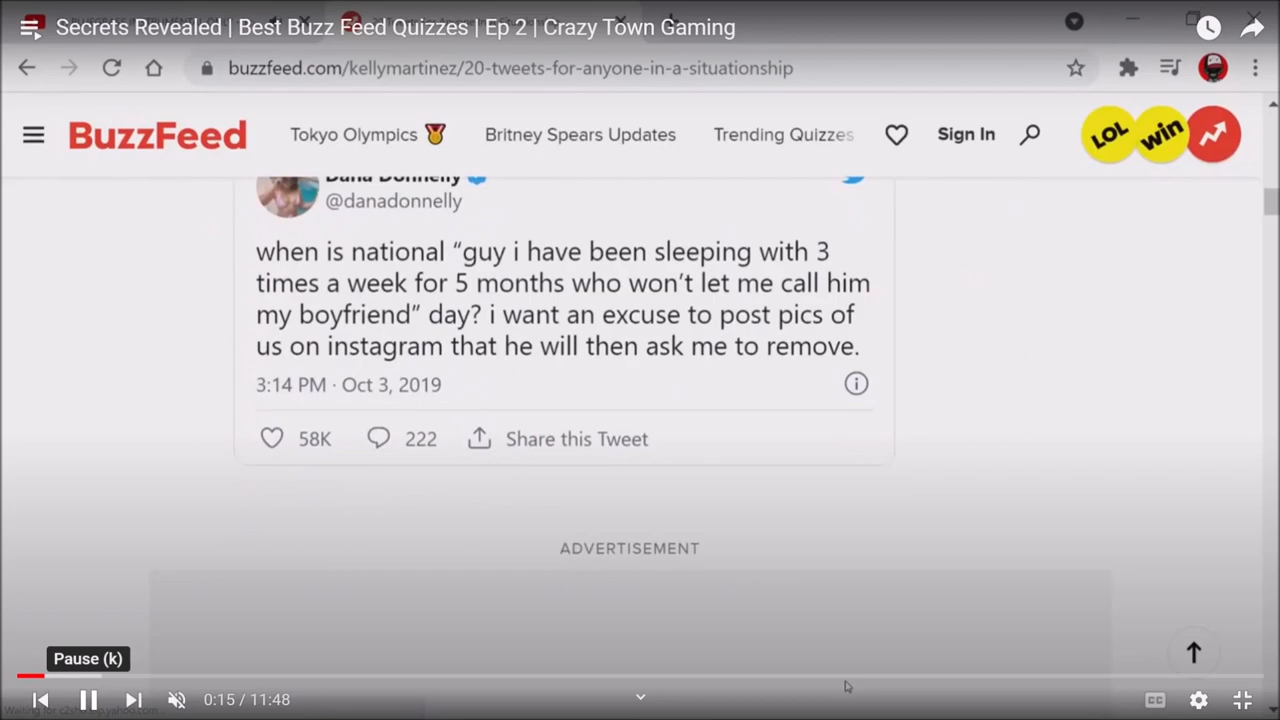 Secrets Revealed | Best Buzz Feed Quizzes | Ep 2 | Crazy Town Gaming
buzzfeed.com/kellymartinez/20-tweets-for-anyone-in-a-situationship
BuzzFeed Tokyo Olympics Britney Spears Updates Trending Quizzes Sign In LOL win
Dana Donnelly
@danadonnelly
when is national “guy i have been sleeping with 3
times a week for 5 months who won’t let me call him
my boyfriend” day? i want an excuse to post pics of
us on instagram that he will then ask me to remove.
3:14 PM · Oct 3, 2019
58K 222 Share this Tweet
ADVERTISEMENT
Pause (k)
0:15 / 11:48 CC